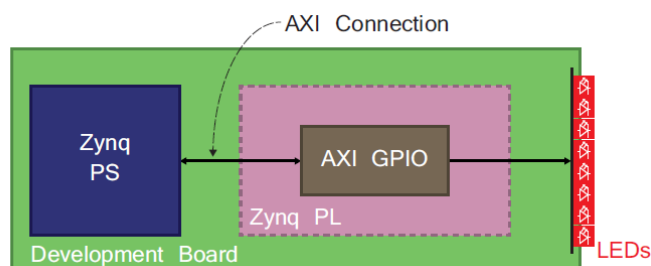 AXI Connection
Zynq
PS
AXI GPIO
Zynq PL
Development Board
LEDs